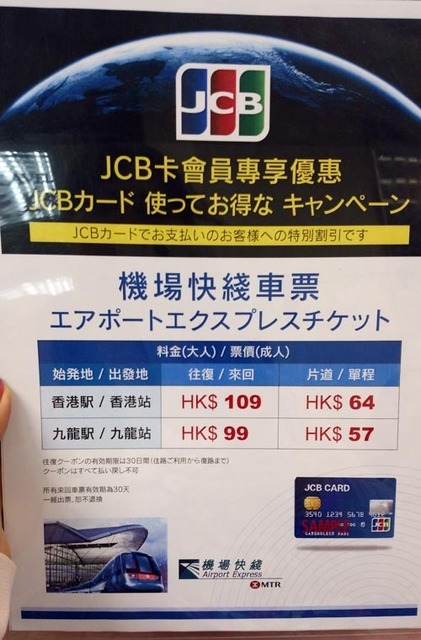 JCB
JCB卡會員專享優惠
JCBカード 使ってお得な キャンペーン
JCBカードでお支払いのお客様への特別割引です
機場快綫車票
エアポートエクスプレスチケット
料金(大人) / 票價(成人)
始発地 / 出發地 往復 / 來回 片道 / 單程
香港駅 / 香港站 HK$ 109 HK$ 64
九龍駅 / 九龍站 HK$ 99 HK$ 57
往復クーポンの有効期限は30日間(往路ご利用から復路まで)
クーポンはすべて払い戻し不可
所有來回車票有效期為30天
一經出票, 恕不退換
JCB CARD
3540 1234 5678
SAMPLE
CARDHOLDER NAME
JCB
機場快綫
Airport Express
MTR